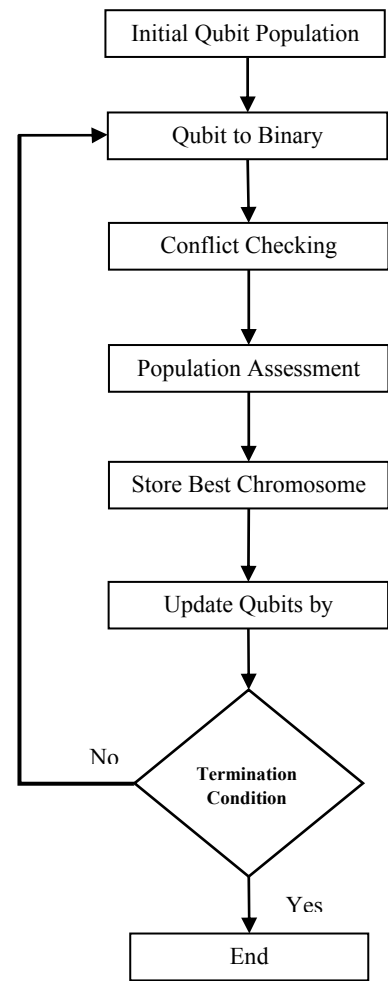 Initial Qubit Population
Qubit to Binary
Conflict Checking
Population Assessment
Store Best Chromosome
Update Qubits by
No
Termination
Condition
Yes
End